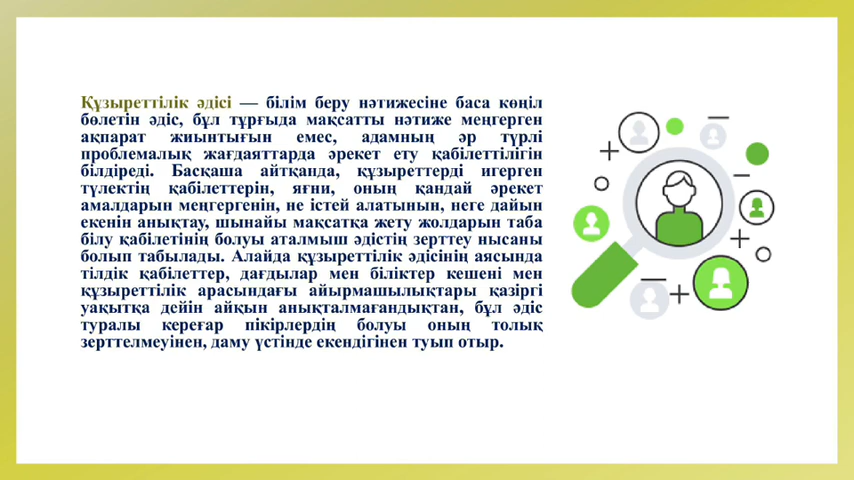 Құзыреттілік әдісі — білім беру нәтижесіне баса көңіл
бөлетін әдіс, бұл тұрғыда мақсатты нәтиже меңгерген
ақпарат жиынтығын емес, адамның әр түрлі
проблемалық жағдаяттарда әрекет ету қабілеттілігін
білдіреді. Басқаша айтқанда, құзыреттерді игерген
түлектің қабілеттерін, яғни, оның қандай әрекет
амалдарын меңгергенін, не істей алатынын, неге дайын
екенін анықтау, шынайы мақсатқа жету жолдарын таба
білу қабілетінің болуы аталмыш әдістің зерттеу нысаны
болып табылады. Алайда құзыреттілік әдісінің аясында
тілдік қабілеттер, дағдылар мен біліктер кешені мен
құзыреттілік арасындағы айырмашылықтары қазіргі
уақытқа дейін айқын анықталмағандықтан, бұл әдіс
туралы кереғар пікірлердің болуы оның толық
зерттелмеуінен, даму үстінде екендігінен туып отыр.